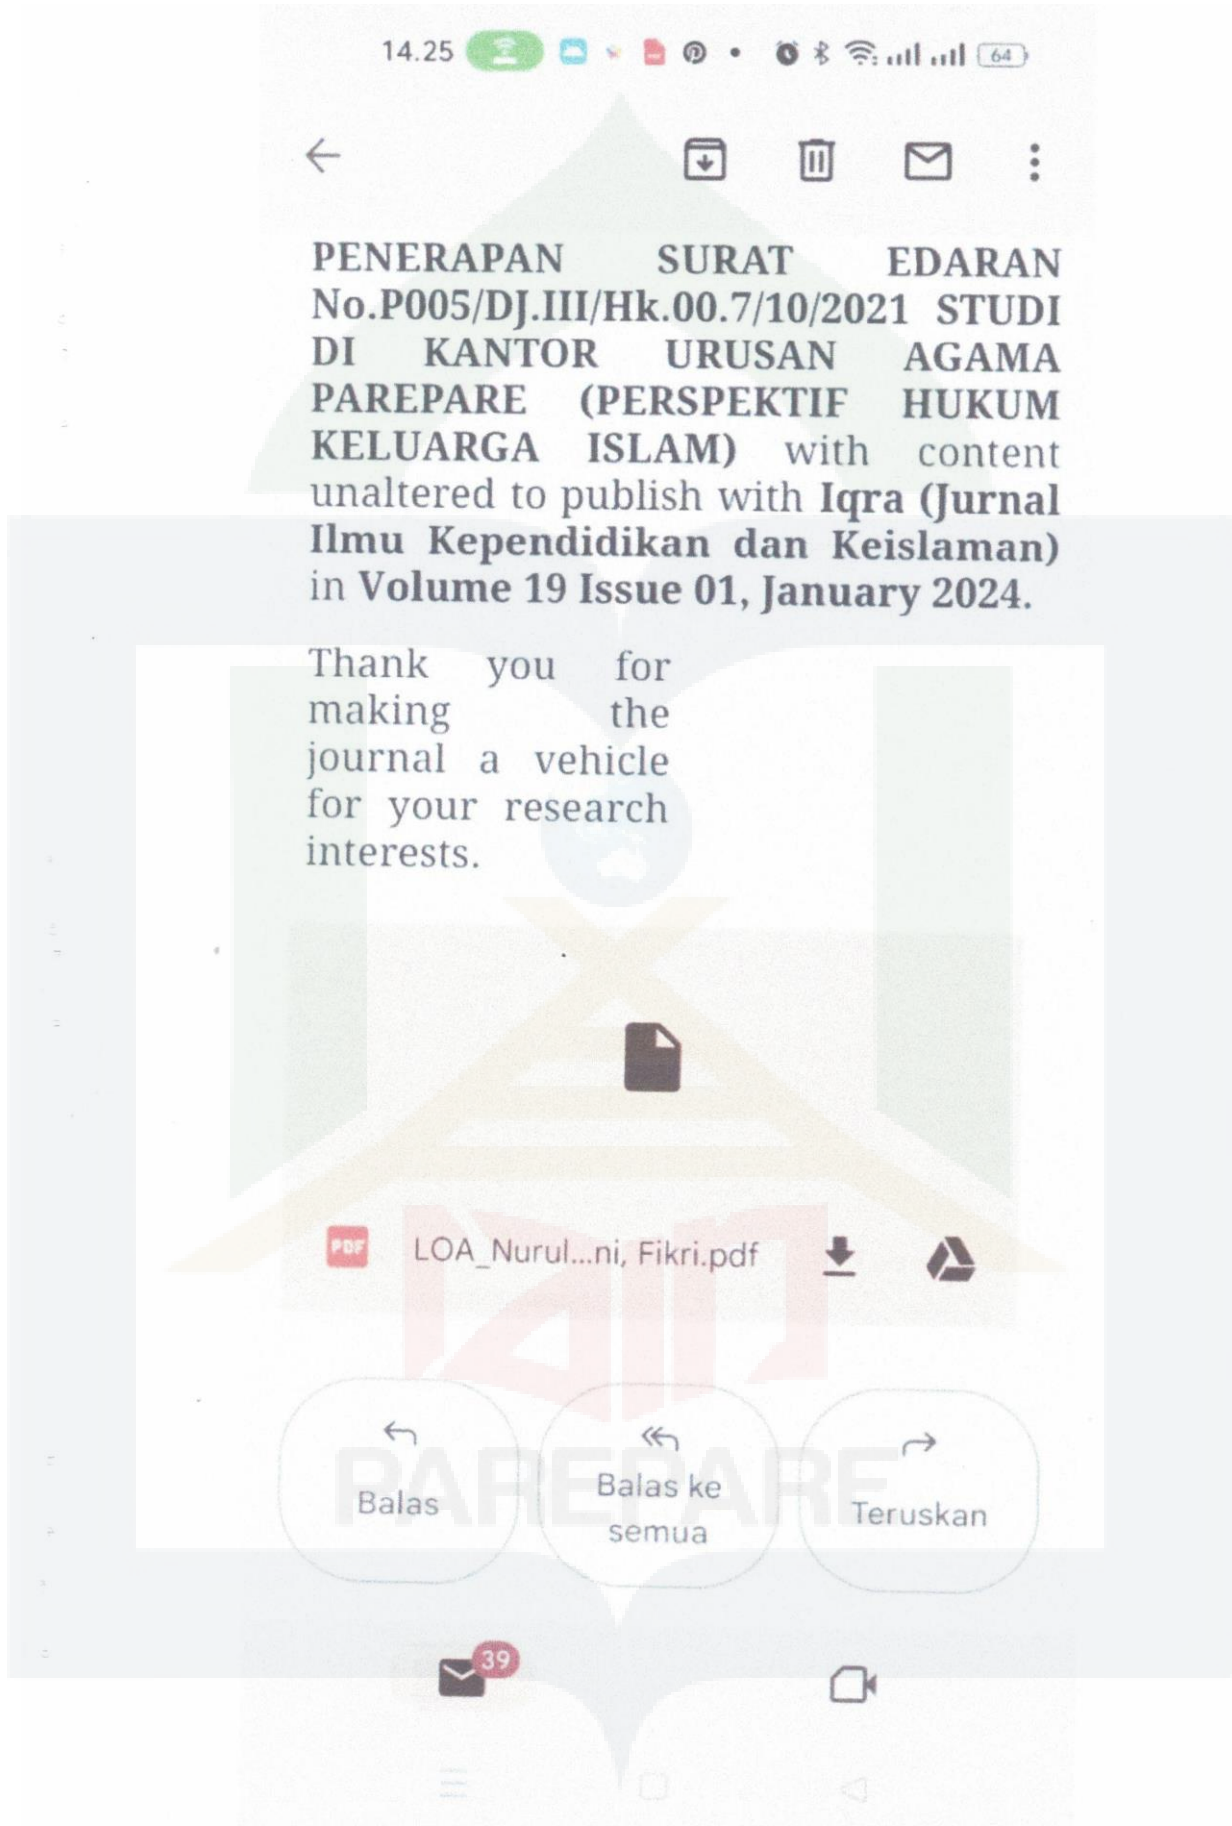 14.25
64
PENERAPAN SURAT EDARAN
No.P005/DJ.III/Hk.00.7/10/2021 STUDI
DI KANTOR URUSAN AGAMA
PAREPARE (PERSPEKTIF HUKUM
KELUARGA ISLAM) with content
unaltered to publish with Iqra (Jurnal
Ilmu Kependidikan dan Keislaman)
in Volume 19 Issue 01, January 2024.
Thank you for
making the
journal a vehicle
for your research
interests.
PDF LOA_Nurul...ni, Fikri.pdf
iain
PAREPARE
Balas
Balas ke
semua
Teruskan
39